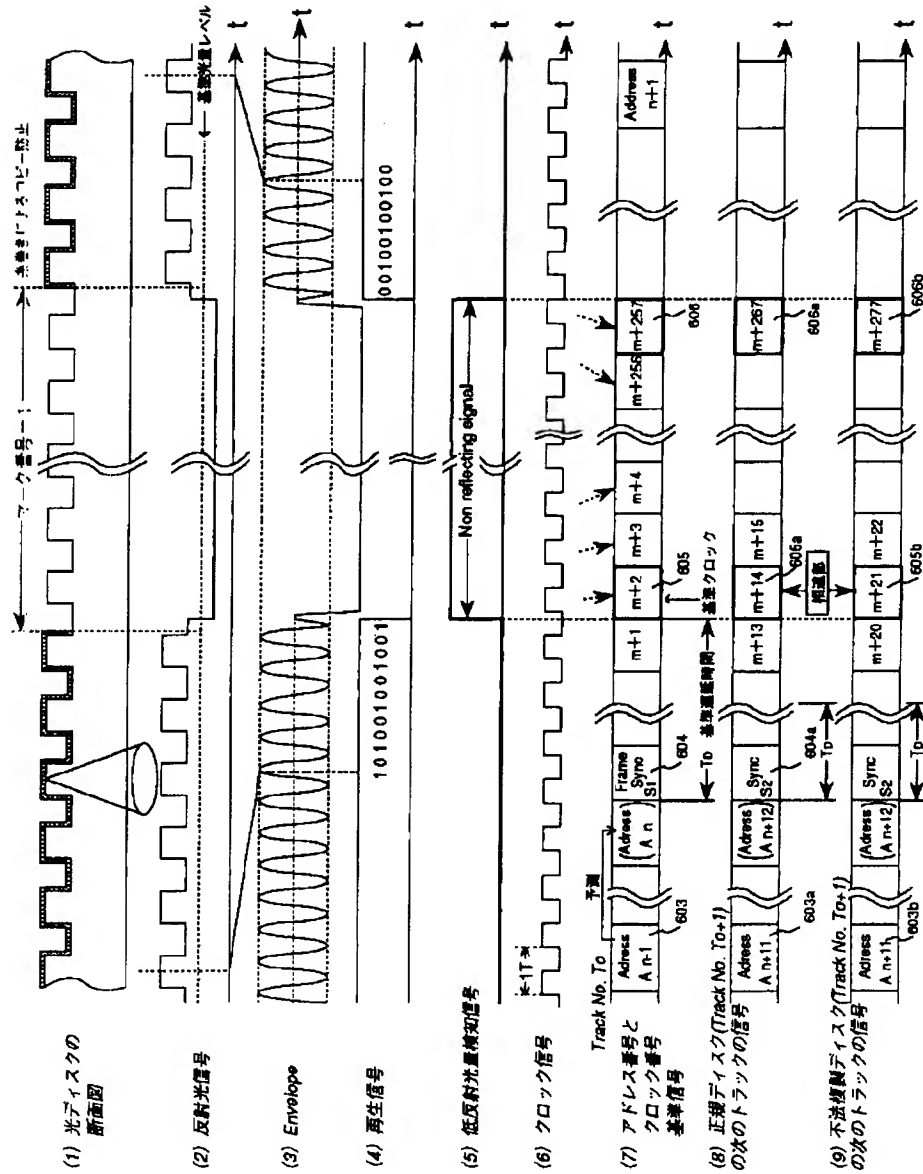 (1) 光ディスクの
断面図
マーク番号-1
(2) 反射光信号
基準光量レベル
t
(3) Envelope
t
(4) 再生信号
1010010010010 01
00100100100
t
(5) 低反射光量検知信号
Non reflecting signal
t
(6) クロック信号
1T
t
Track No. To
予測
(7) アドレス番号と
クロック番号
基準信号
Adress
A n-1
603
Adress
A n
Frame
Sync
S1
604
m+1
m+2
605
m+3
m+4
m+256
m+257
606
Address
n+1
t
TD 基準遅延時間
基準クロック
(8) 正規ディスク(Track No. To+1)
の次のトラックの信号
Adress
A n+11
603a
Adress
A n+12
Sync
S2
604a
m+13
m+14
605a
m+15
m+267
606a
t
TD
相違部
(9) 不法複製ディスク(Track No. To+1)
の次のトラックの信号
Adress
A n+11
603b
Adress
A n+12
Sync
S2
m+20
m+21
605b
m+22
m+277
606b
t
TD